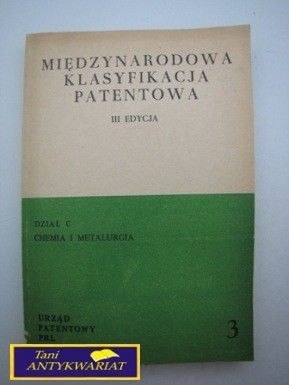 MIĘDZYNARODOWA
KLASYFIKACJA
PATENTOWA
III EDYCJA
DZIAŁ C
CHEMIA I METALURGIA
URZĄD
PATENTOWY
PRL
3
Tani
ANTYKWARIAT